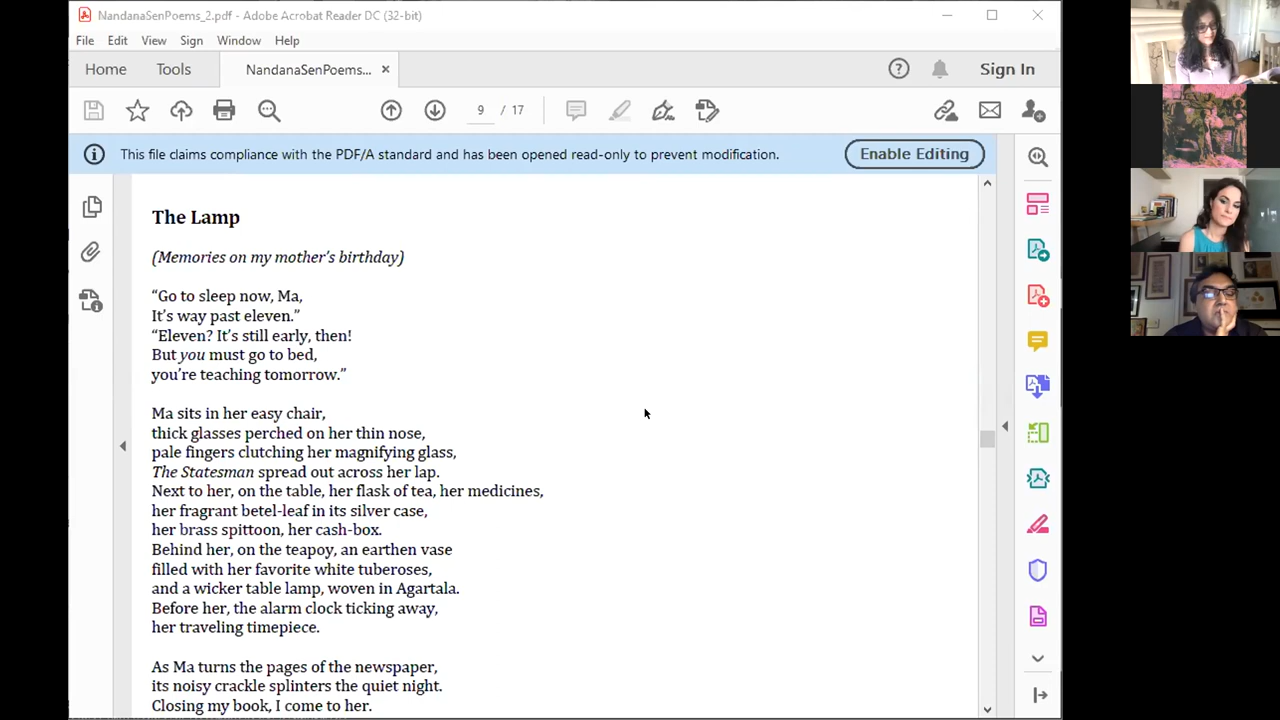 NandanaSenPoems_2.pdf - Adobe Acrobat Reader DC (32-bit)
File Edit View Sign Window Help
Home Tools NandanaSenPoems... × Sign In
9 / 17
This file claims compliance with the PDF/A standard and has been opened read-only to prevent modification. Enable Editing
The Lamp
(Memories on my mother’s birthday)
“Go to sleep now, Ma,
It’s way past eleven.”
“Eleven? It’s still early, then!
But you must go to bed,
you’re teaching tomorrow.”
Ma sits in her easy chair,
thick glasses perched on her thin nose,
pale fingers clutching her magnifying glass,
The Statesman spread out across her lap.
Next to her, on the table, her flask of tea, her medicines,
her fragrant betel-leaf in its silver case,
her brass spittoon, her cash-box.
Behind her, on the teapoy, an earthen vase
filled with her favorite white tuberoses,
and a wicker table lamp, woven in Agartala.
Before her, the alarm clock ticking away,
her traveling timepiece.
As Ma turns the pages of the newspaper,
its noisy crackle splinters the quiet night.
Closing my book, I come to her.